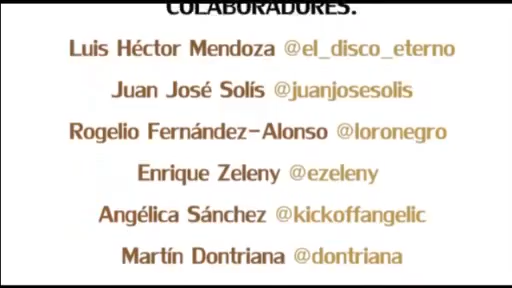 COLABORADORES.
Luis Héctor Mendoza @el_disco_eterno
Juan José Solís @juanjosesolis
Rogelio Fernández-Alonso @loronegro
Enrique Zeleny @ezeleny
Angélica Sánchez @kickoffangelic
Martín Dontriana @dontriana